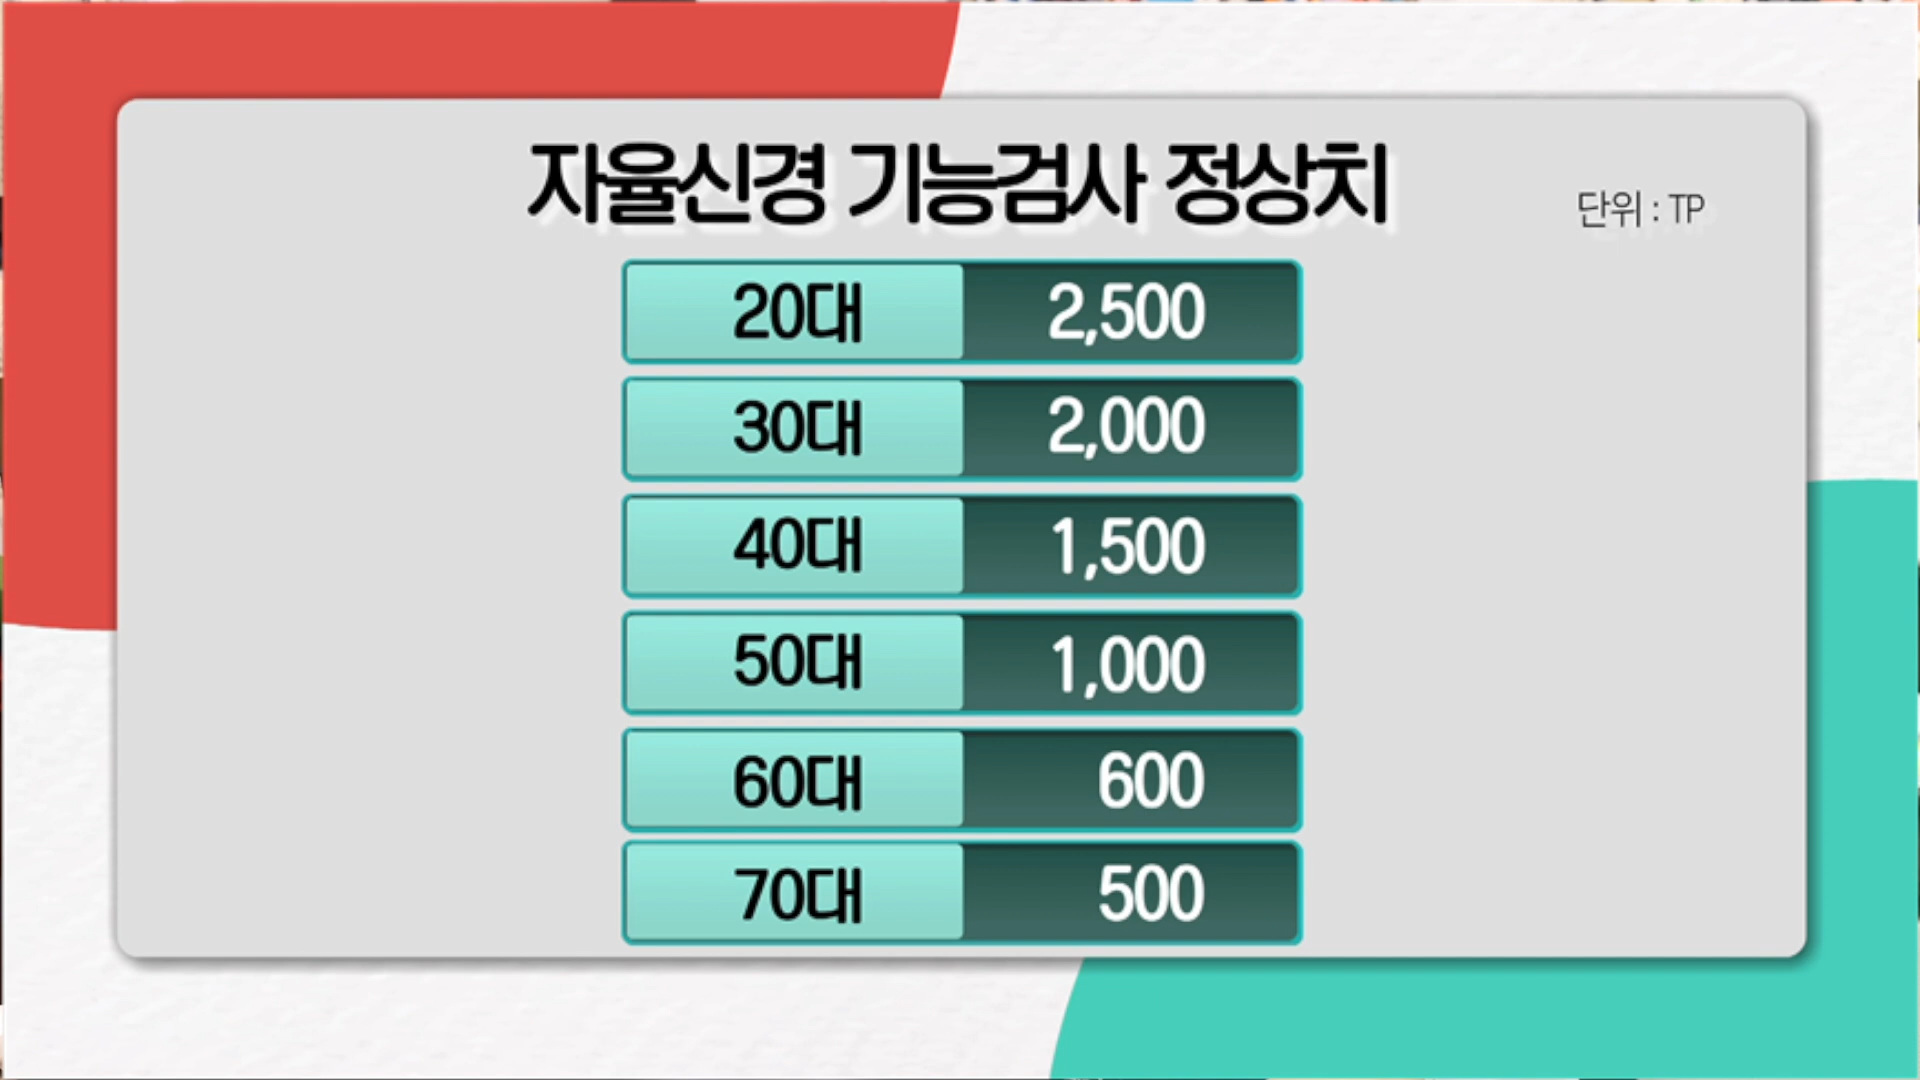 자율신경 기능검사 정상치
단위 : TP
20대 2,500
30대 2,000
40대 1,500
50대 1,000
60대 600
70대 500